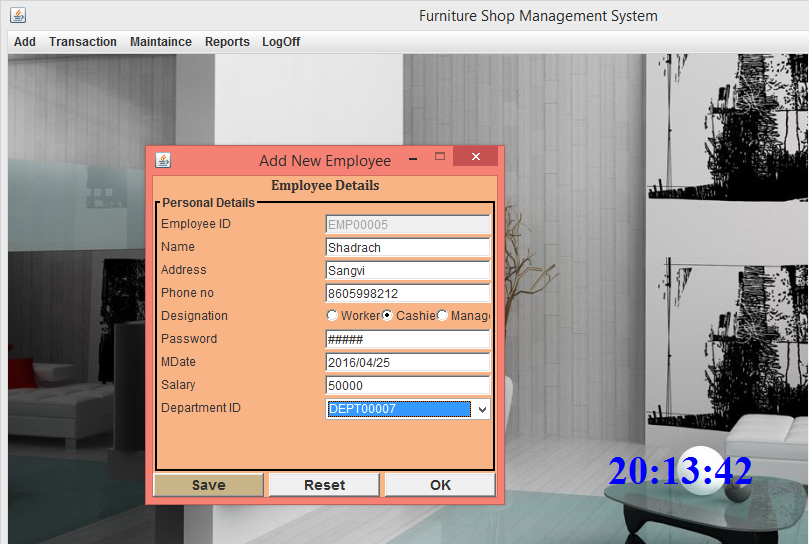 Furniture Shop Management System
Add Transaction Maintaince Reports LogOff
Add New Employee
Employee Details
Personal Details
Employee ID EMP00005
Name Shadrach
Address Sangvi
Phone no 8605998212
Designation Worker Cashie Manage
Password #####
MDate 2016/04/25
Salary 50000
Department ID DEPT00007
Save Reset OK
20:13:42